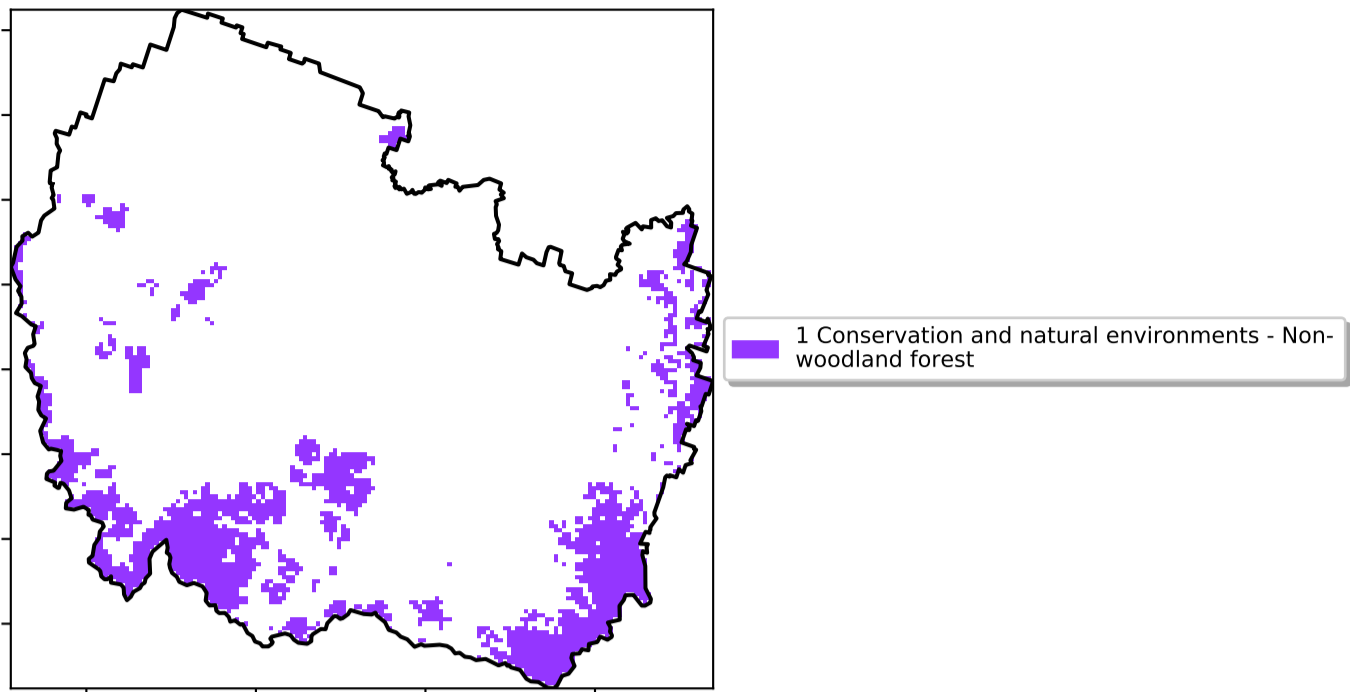 1 Conservation and natural environments - Non-
woodland forest